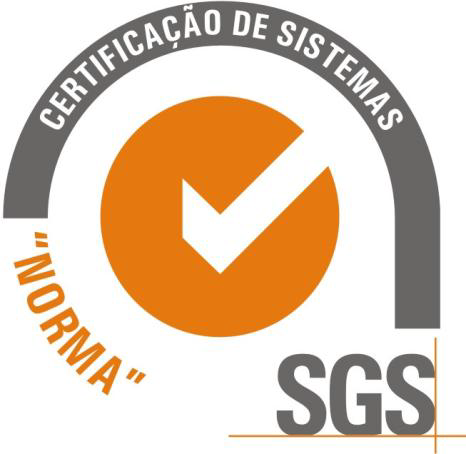 CERTIFICAÇÃO DE SISTEMAS
"NORMA"
SGS